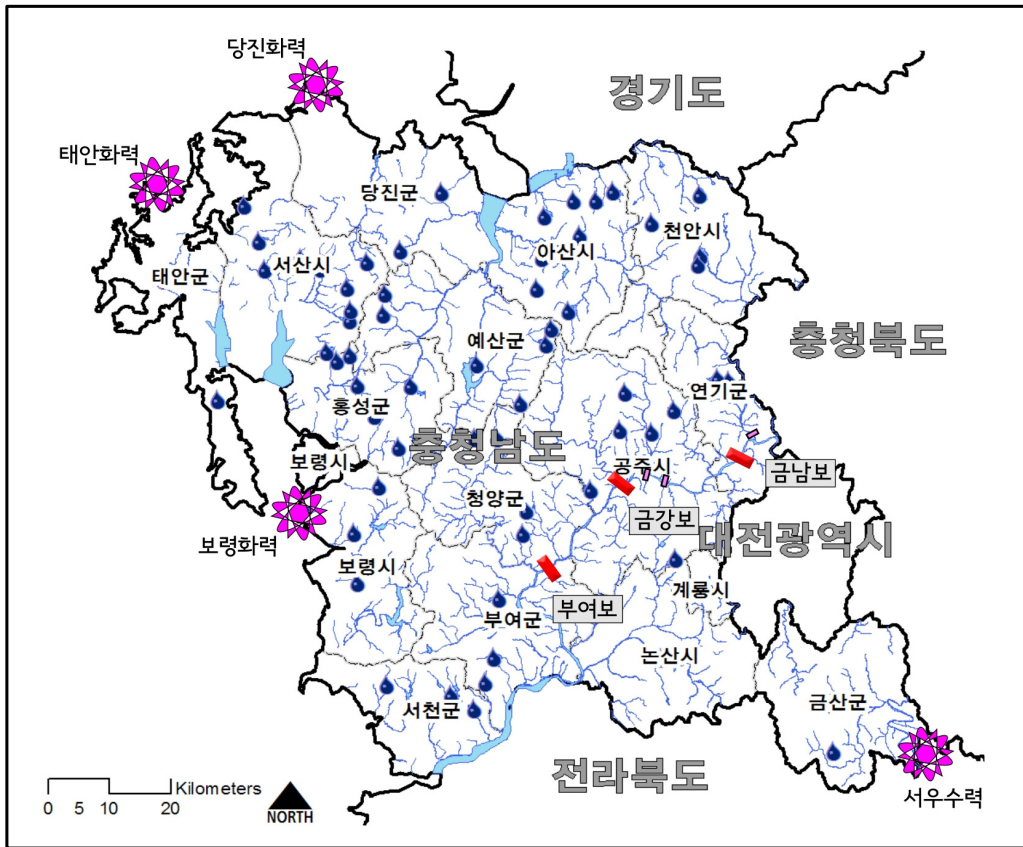 당진화력
경기도
태안화력
당진군
천안시
아산시
서산시
태안군
충청북도
예산군
연기군
홍성군
충청남도
보령시
공주시
금남보
청양군
금강보
대전광역시
보령화력
보령시
계룡시
부여군
부여보
논산시
금산군
서천군
전라북도
서우수력
Kilometers
0 5 10 20
NORTH